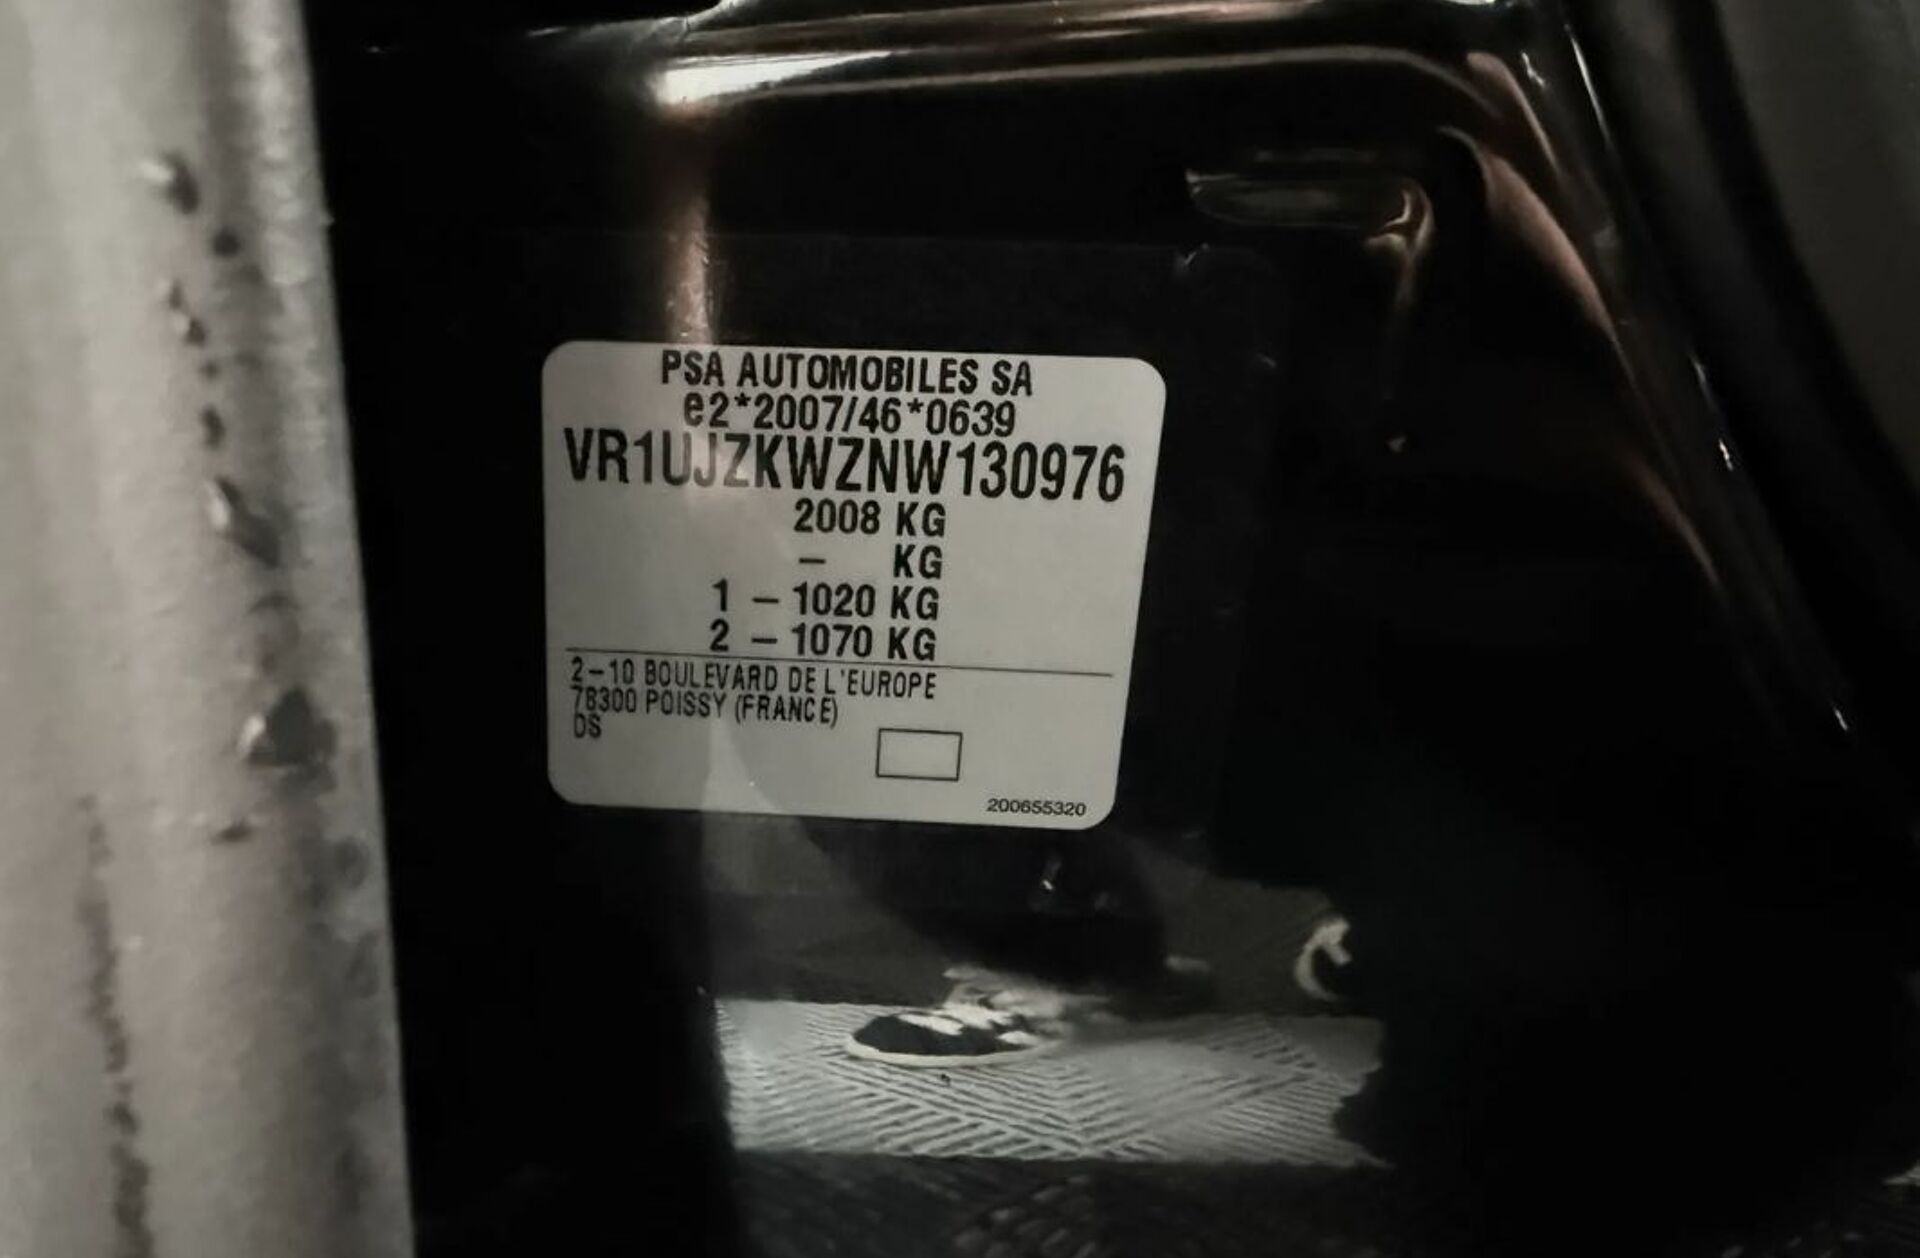 PSA AUTOMOBILES SA
e2*2007/46*0639
VR1UJZKWZNW130976
2008 KG
– KG
1 – 1020 KG
2 – 1070 KG
2–10 BOULEVARD DE L'EUROPE
78300 POISSY (FRANCE)
DS
200655320